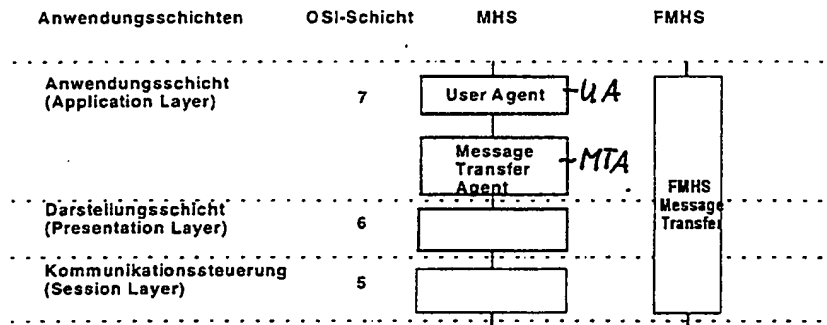 Anwendungsschichten OSI-Schicht MHS FMHS
Anwendungsschicht
(Application Layer)
7
User Agent
UA
Message
Transfer
Agent
MTA
FMHS
Message
Transfer
Darstellungsschicht
(Presentation Layer)
6
Kommunikationssteuerung
(Session Layer)
5